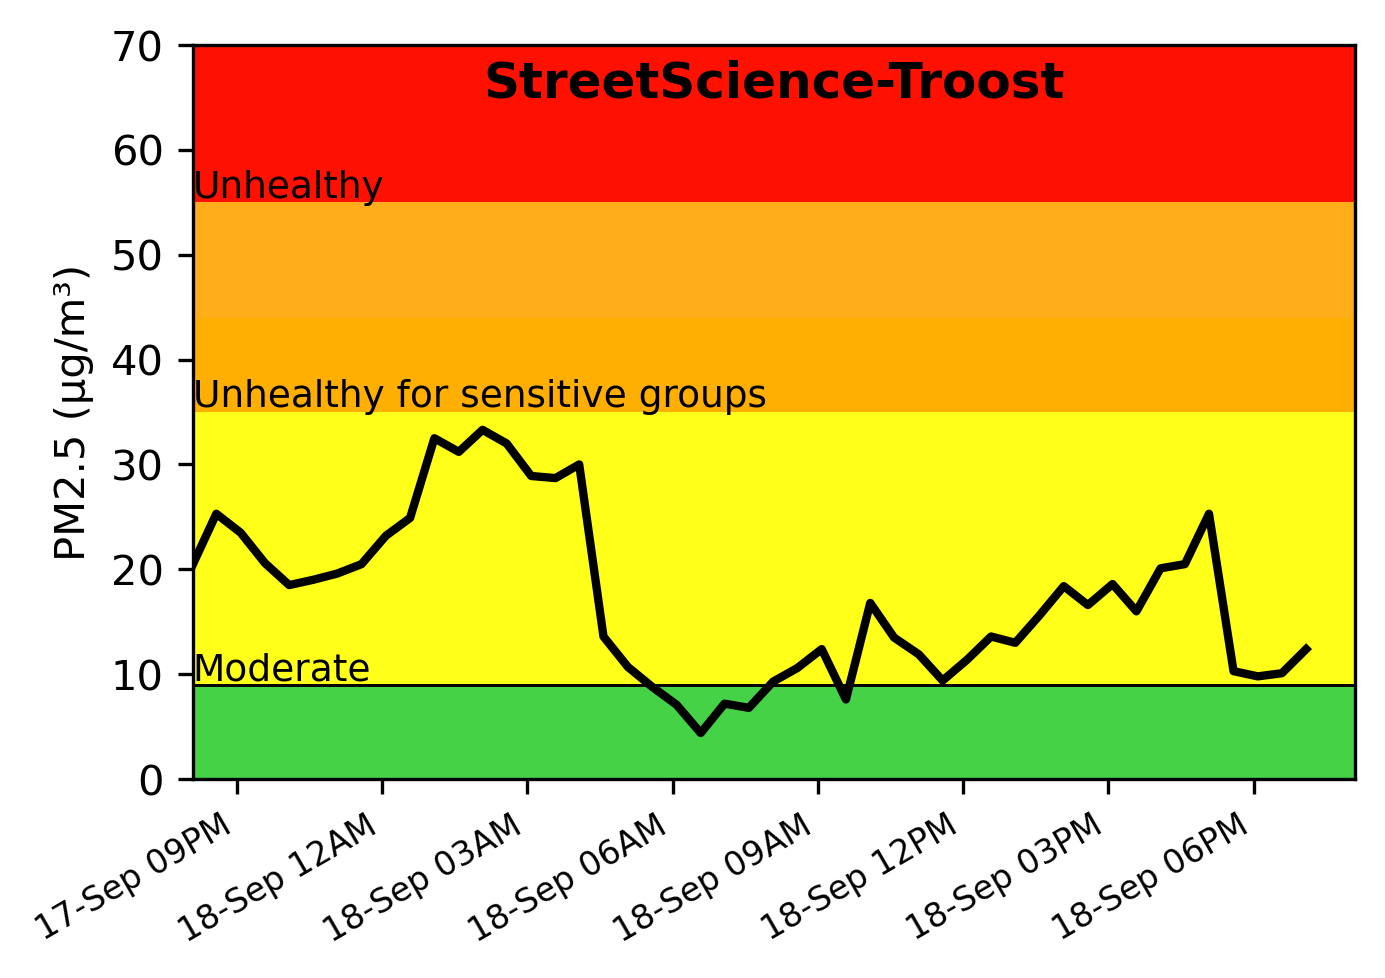 StreetScience-Troost
PM2.5 (µg/m³)
70
60
50
40
30
20
10
0
Unhealthy
Unhealthy for sensitive groups
Moderate
17-Sep 09PM
18-Sep 12AM
18-Sep 03AM
18-Sep 06AM
18-Sep 09AM
18-Sep 12PM
18-Sep 03PM
18-Sep 06PM